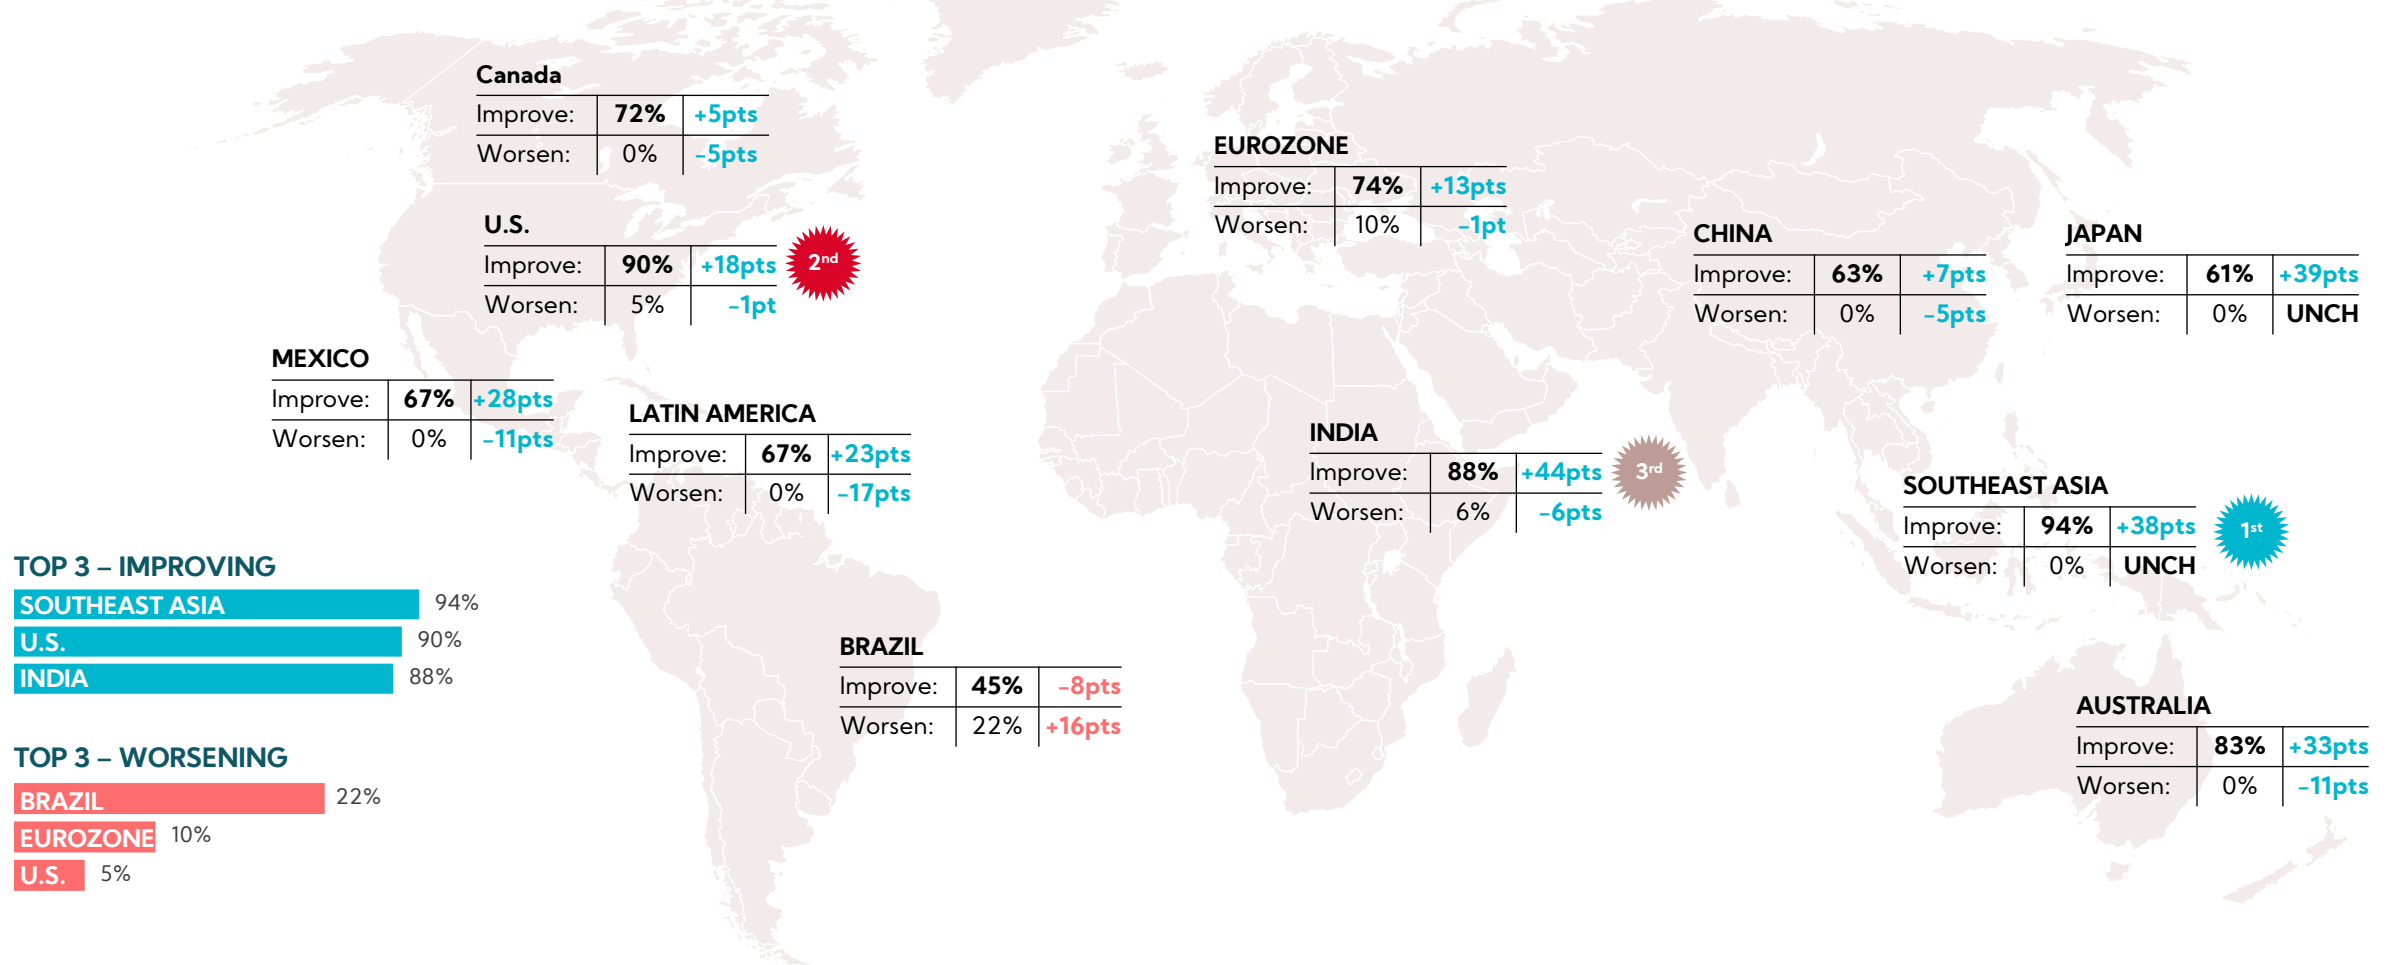 Canada
Improve: 72% +5pts
Worsen: 0% -5pts
U.S.
Improve: 90% +18pts
Worsen: 5% -1pt
2nd
MEXICO
Improve: 67% +28pts
Worsen: 0% -11pts
LATIN AMERICA
Improve: 67% +23pts
Worsen: 0% -17pts
BRAZIL
Improve: 45% -8pts
Worsen: 22% +16pts
EUROZONE
Improve: 74% +13pts
Worsen: 10% -1pt
INDIA
Improve: 88% +44pts
Worsen: 6% -6pts
3rd
CHINA
Improve: 63% +7pts
Worsen: 0% -5pts
JAPAN
Improve: 61% +39pts
Worsen: 0% UNCH
SOUTHEAST ASIA
Improve: 94% +38pts
Worsen: 0% UNCH
1st
AUSTRALIA
Improve: 83% +33pts
Worsen: 0% -11pts
TOP 3 – IMPROVING
SOUTHEAST ASIA 94%
U.S. 90%
INDIA 88%
TOP 3 – WORSENING
BRAZIL 22%
EUROZONE 10%
U.S. 5%